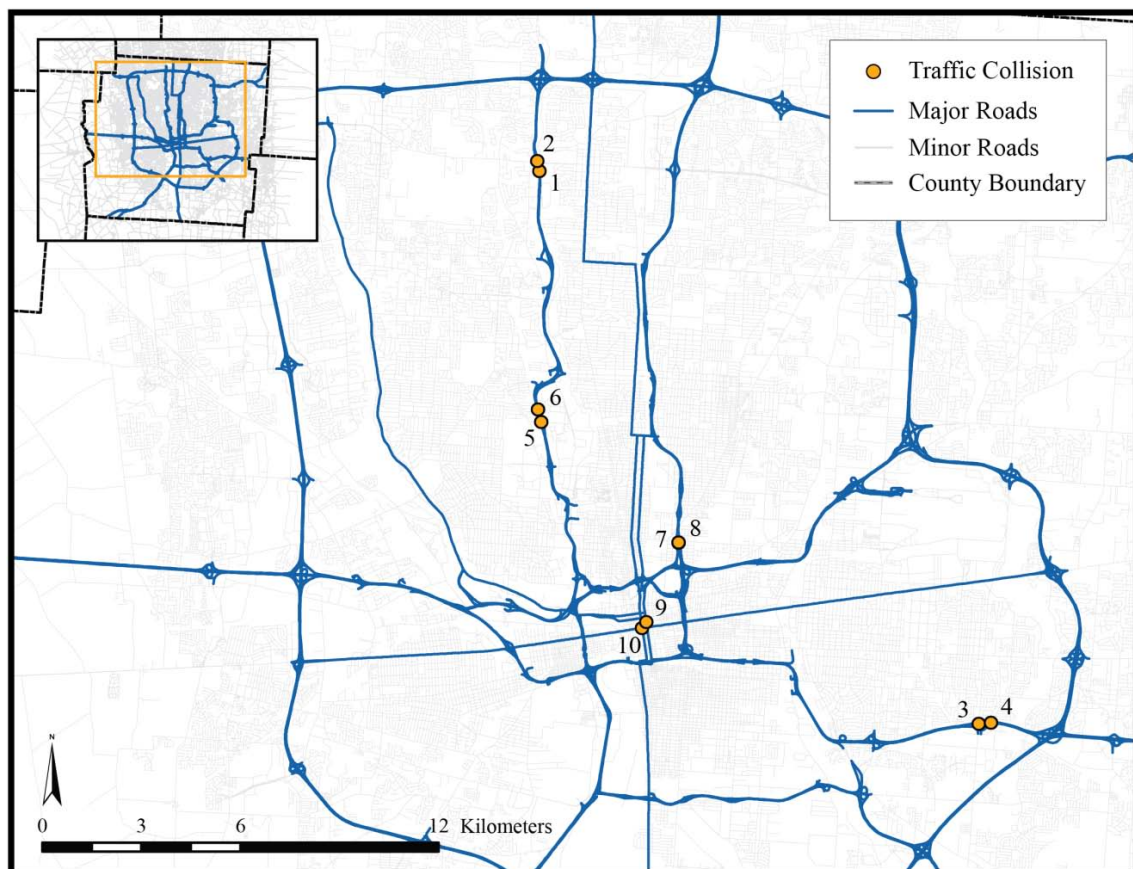 Traffic Collision
Major Roads
Minor Roads
County Boundary
2
1
6
5
7 8
9
10
3 4
N
0 3 6 12 Kilometers